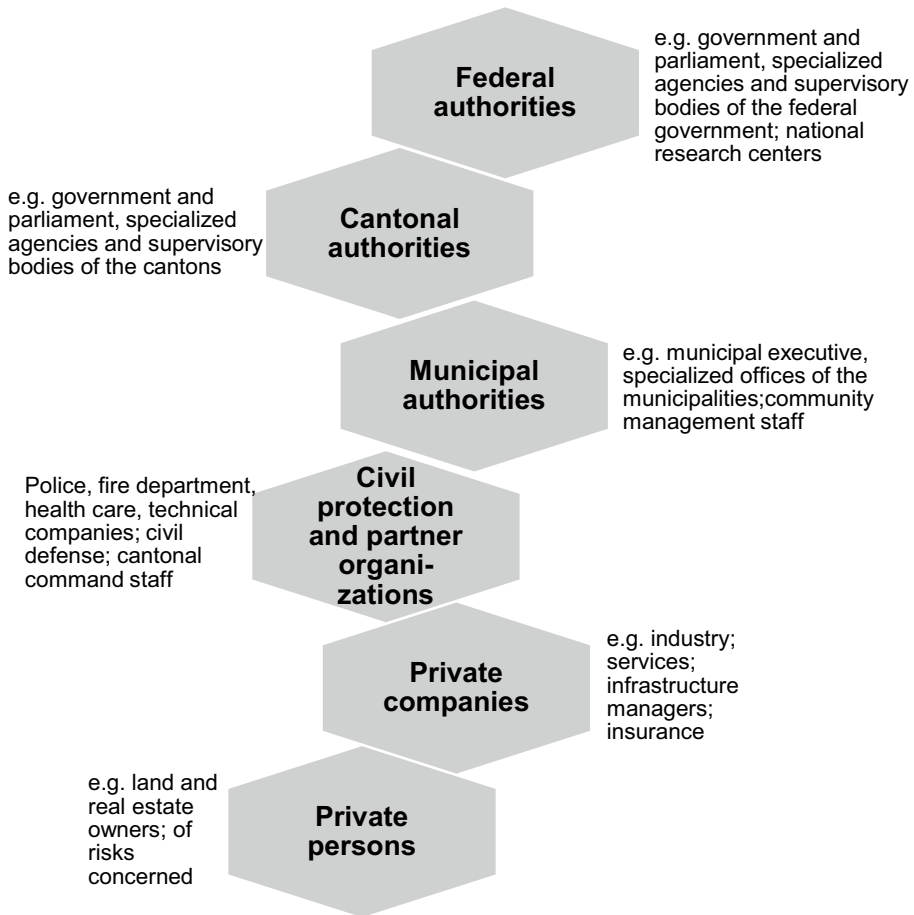 Federal
authorities
e.g. government and
parliament, specialized
agencies and supervisory
bodies of the federal
government; national
research centers
e.g. government and
parliament, specialized
agencies and supervisory
bodies of the cantons
Cantonal
authorities
Municipal
authorities
e.g. municipal executive,
specialized offices of the
municipalities;community
management staff
Police, fire department,
health care, technical
companies; civil
defense; cantonal
command staff
Civil
protection
and partner
organi-
zations
Private
companies
e.g. industry;
services;
infrastructure
managers;
insurance
e.g. land and
real estate
owners; of
risks
concerned
Private
persons